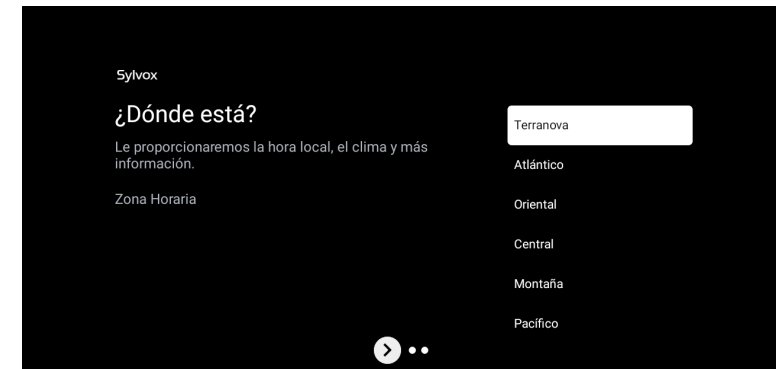 Sylvox
¿Dónde está?
Le proporcionaremos la hora local, el clima y más
información.
Zona Horaria
Terranova
Atlántico
Oriental
Central
Montaña
Pacífico